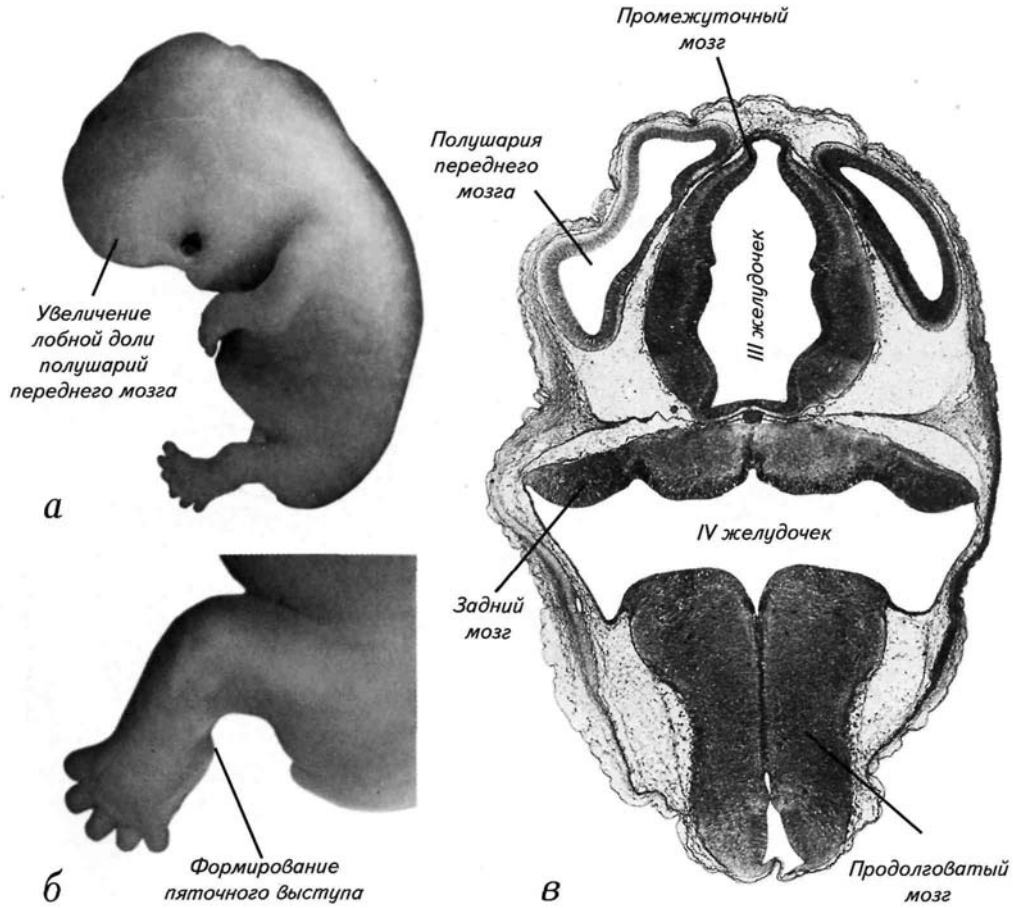 Промежуточный
мозг
Полушария
переднего
мозга
Увеличение
лобной доли
полушарий
переднего мозга
III желудочек
а
IV желудочек
Задний
мозг
Формирование
пяточного выступа
Продолговатый
мозг
б
в